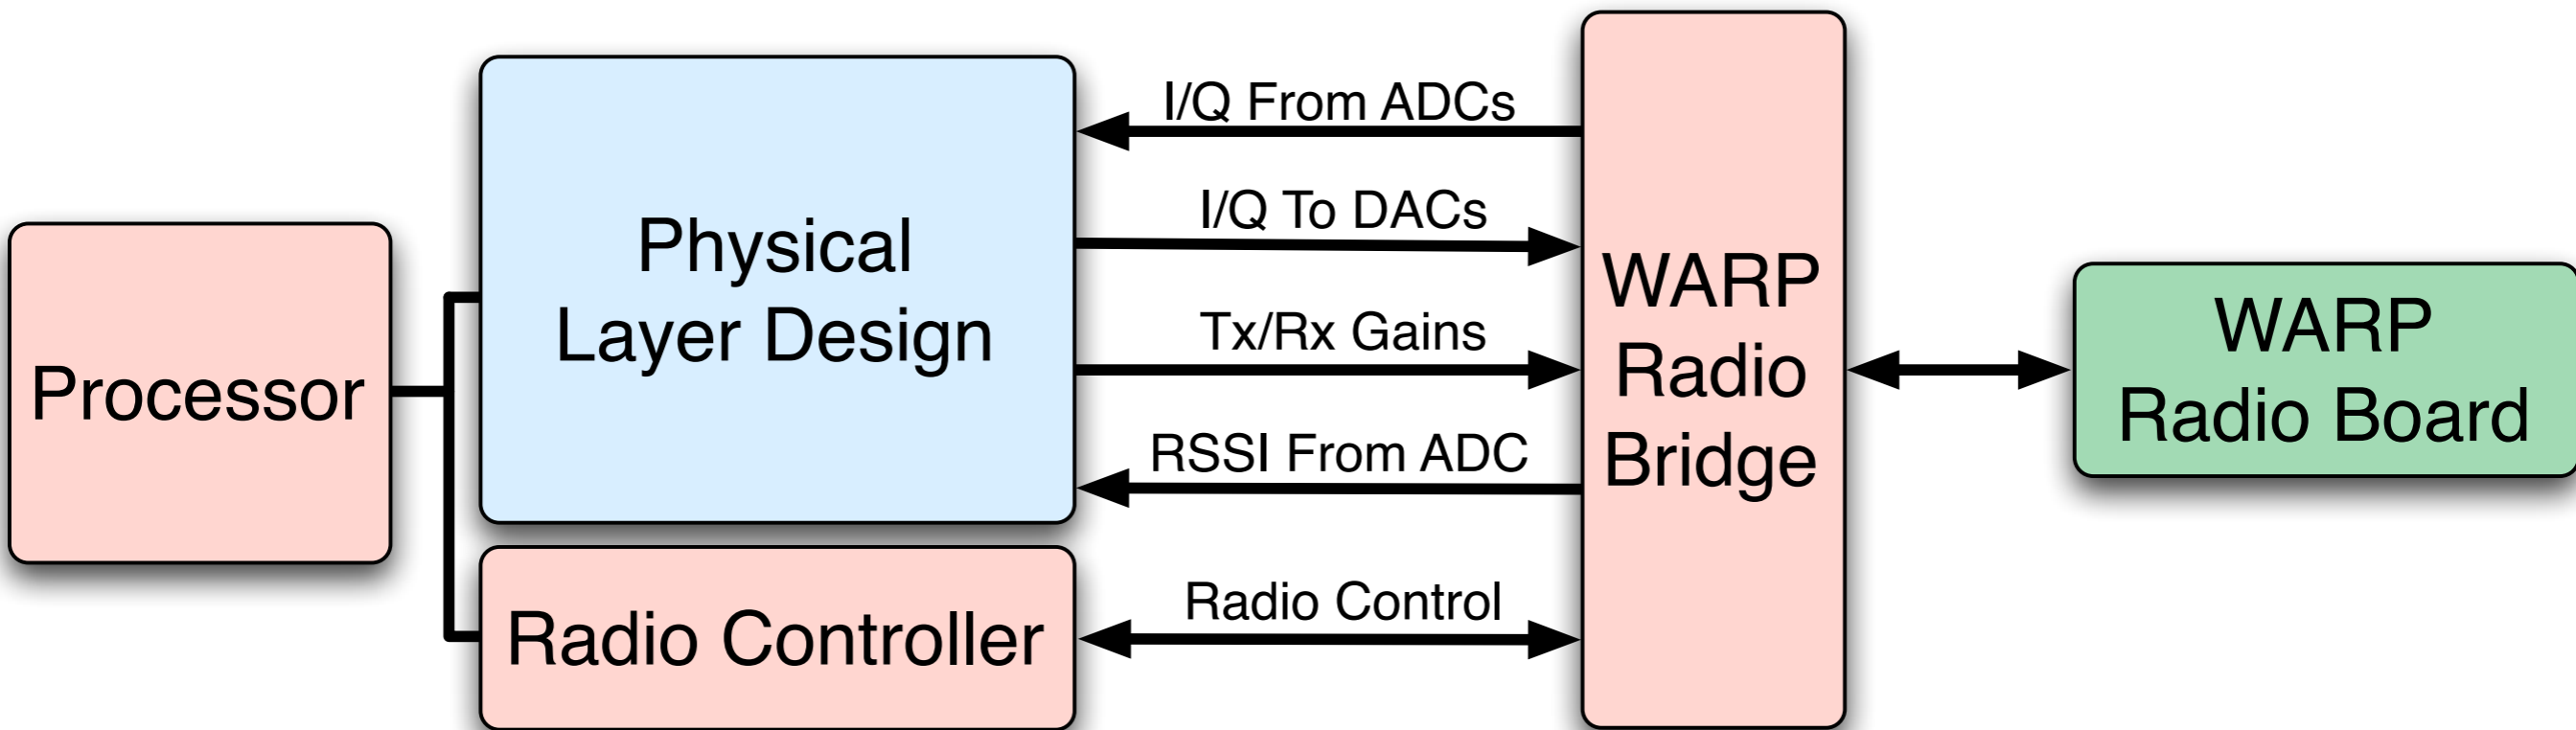 Processor
Physical
Layer Design
Radio Controller
I/Q From ADCs
I/Q To DACs
Tx/Rx Gains
RSSI From ADC
Radio Control
WARP
Radio
Bridge
WARP
Radio Board